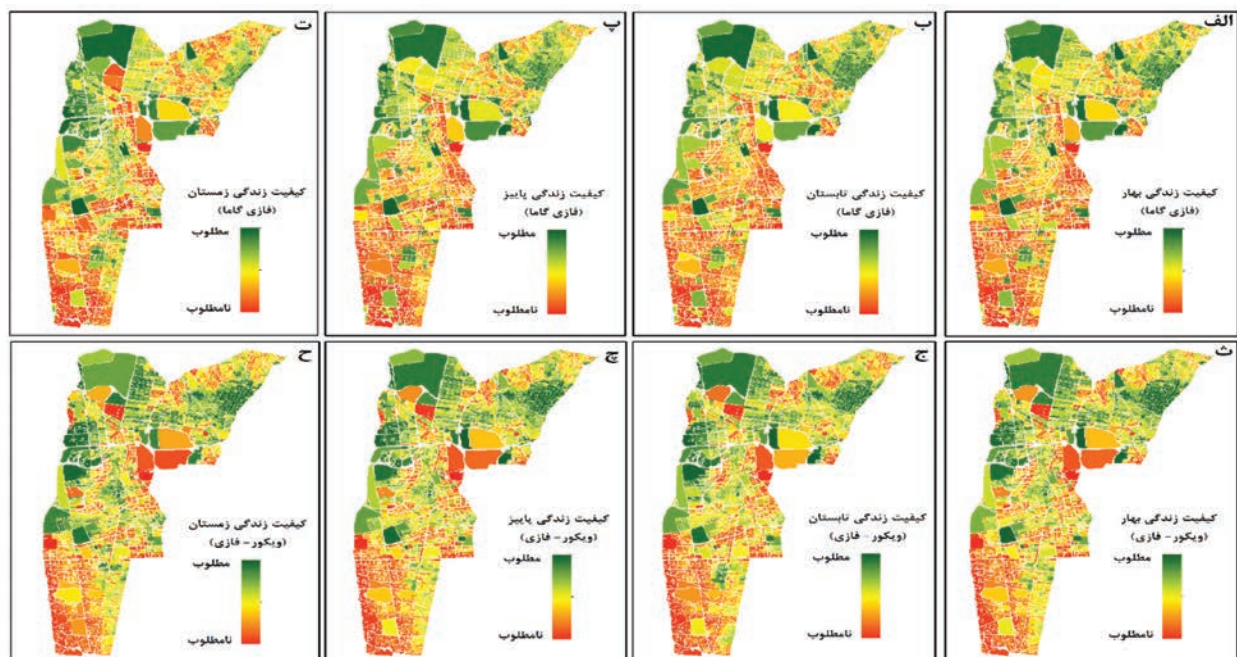 الف
کیفیت زندگی بهار
(فازی گاما)
مطلوب
نامطلوب
ب
کیفیت زندگی تابستان
(فازی گاما)
مطلوب
نامطلوب
پ
کیفیت زندگی پاییز
(فازی گاما)
مطلوب
نامطلوب
ت
کیفیت زندگی زمستان
(فازی گاما)
مطلوب
نامطلوب
ث
کیفیت زندگی بهار
(ویکور- فازی)
مطلوب
نامطلوب
ج
کیفیت زندگی تابستان
(ویکور- فازی)
مطلوب
نامطلوب
چ
کیفیت زندگی پاییز
(ویکور- فازی)
مطلوب
نامطلوب
ح
کیفیت زندگی زمستان
(ویکور- فازی)
مطلوب
نامطلوب